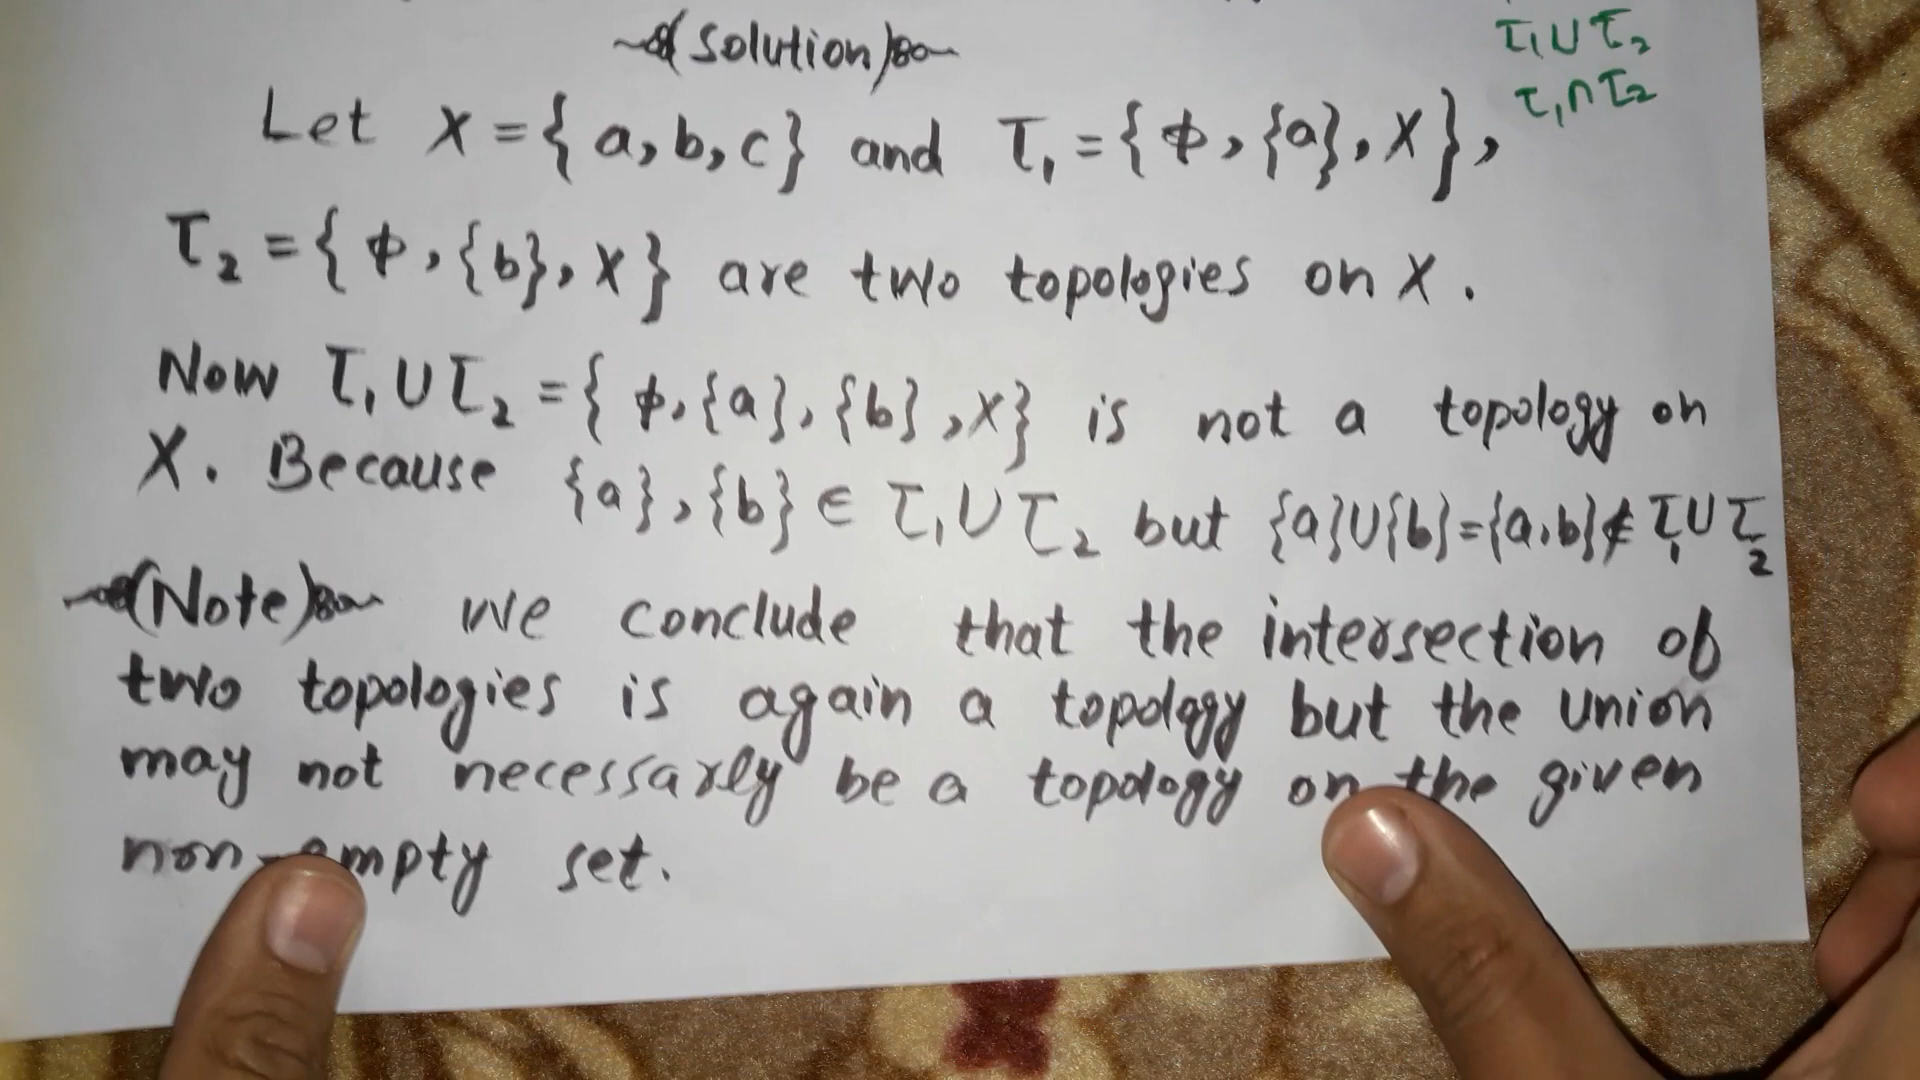 (Solution)
τ₁∪τ₂
τ₁∩τ₂
Let X={a,b,c} and τ₁={ϕ,{a},X},
τ₂={ϕ,{b},X} are two topologies on X.
Now τ₁∪τ₂={ϕ,{a},{b},X} is not a topology on
X. Because {a},{b}∈τ₁∪τ₂ but {a}∪{b}={a,b}∉τ₁∪τ₂
(Note) We conclude that the intersection of
two topologies is again a topology but the union
may not necessarly be a topology on the given
non-empty set.